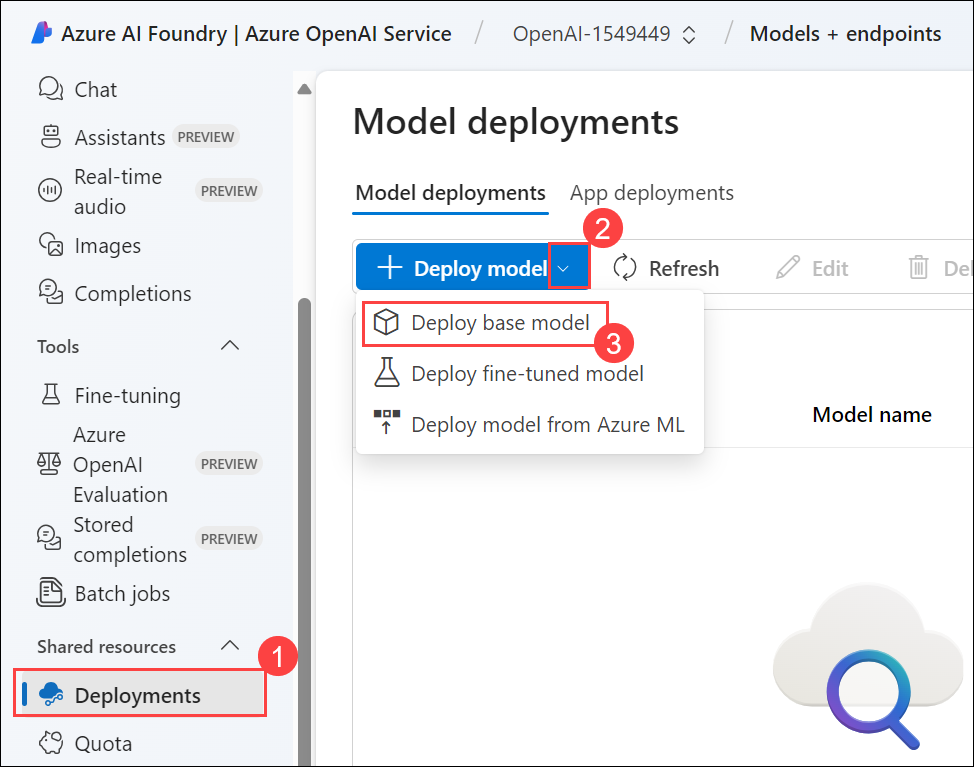 Azure AI Foundry | Azure OpenAI Service / OpenAI-1549449 / Models + endpoints
Chat
Assistants PREVIEW
Real-time
audio
PREVIEW
Images
Completions
Tools
Fine-tuning
Azure
OpenAI
Evaluation
PREVIEW
Stored
completions
PREVIEW
Batch jobs
Shared resources
1
Deployments
Quota
Model deployments
Model deployments App deployments
2
+ Deploy model Refresh Edit Del
Deploy base model
3
Deploy fine-tuned model
Deploy model from Azure ML
Model name